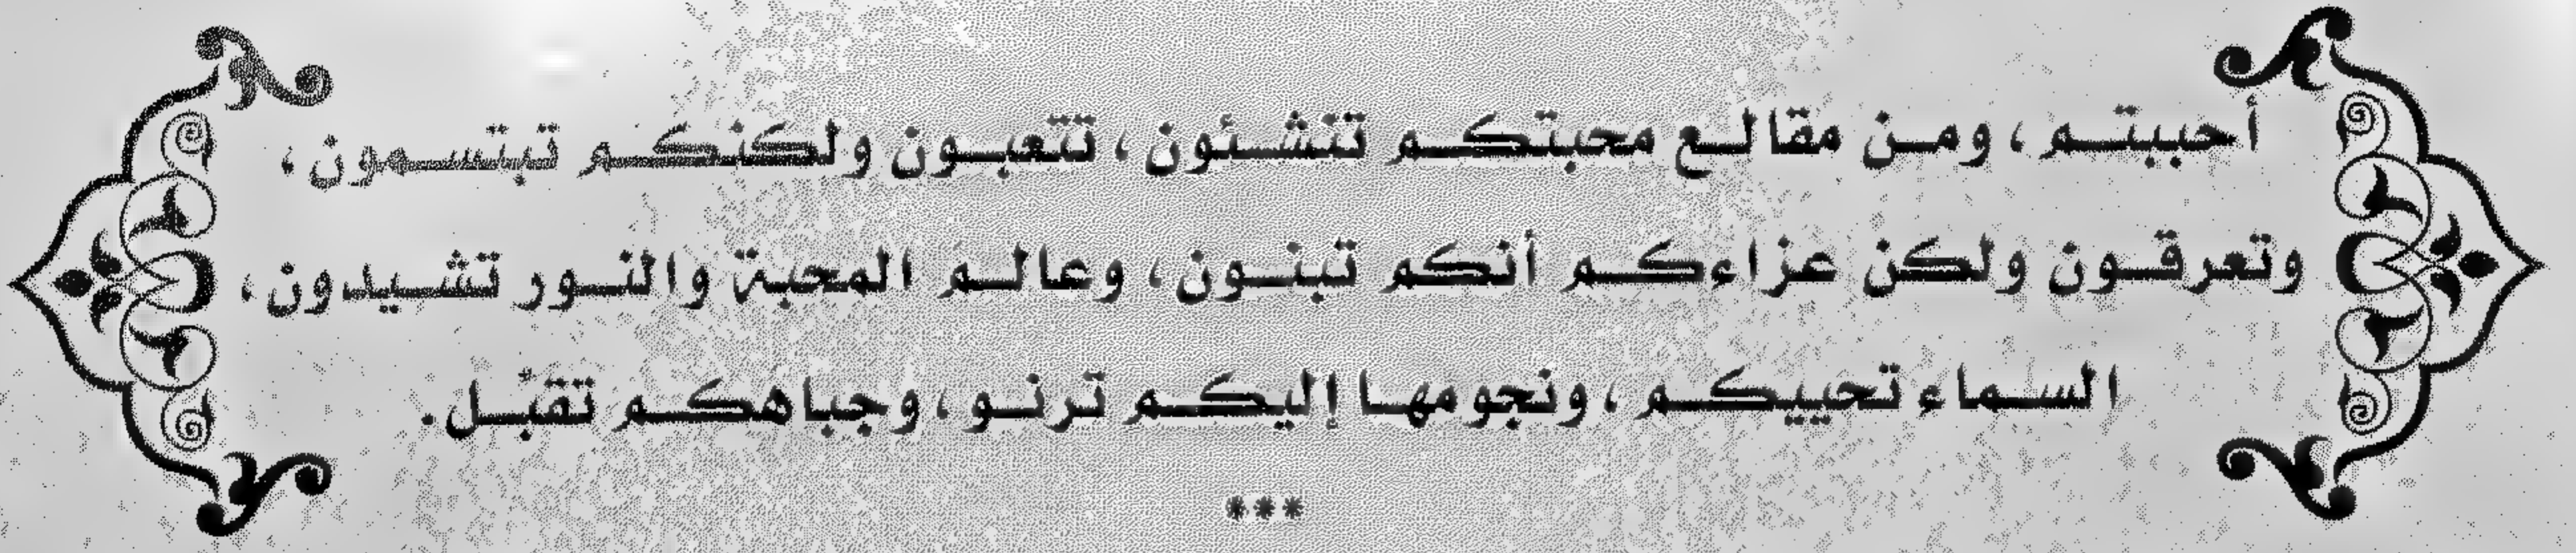 أحببتم، ومن مقالع محبتكم تنشئون، تتعبون ولكنكم تبتسمون،
وتعرقون ولكن عزاءكم أنكم تبنون، وعالم المحبة والنور تشيدون،
السماء تحييكم، ونجومها إليكم ترنو، وجباهكم تقبّل.
***